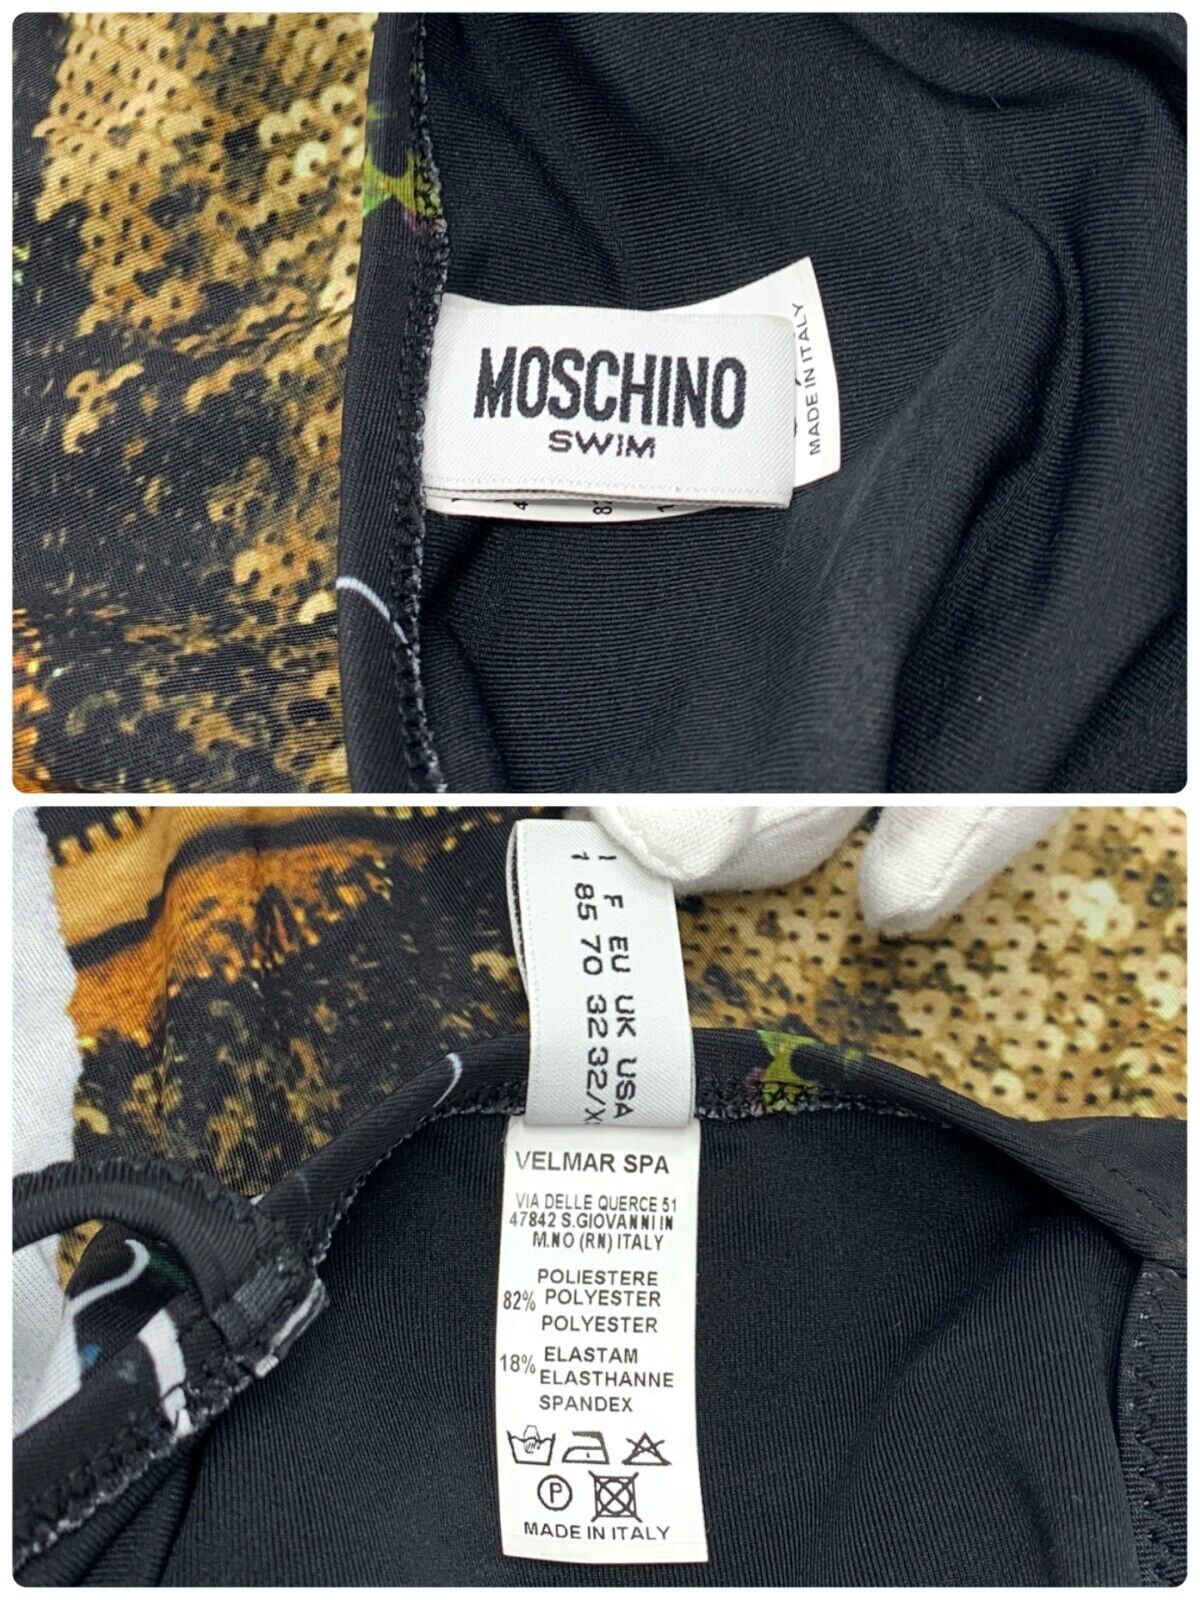 MOSCHINO
SWIM
MADE IN ITALY
I F EU UK USA
1 85 70 32 32/X
VELMAR SPA
VIA DELLE QUERCE 51
47842 S.GIOVANNI IN
M.NO (RN) ITALY
POLIESTERE
82% POLYESTER
POLYESTER
18% ELASTAM
ELASTHANNE
SPANDEX
P
MADE IN ITALY